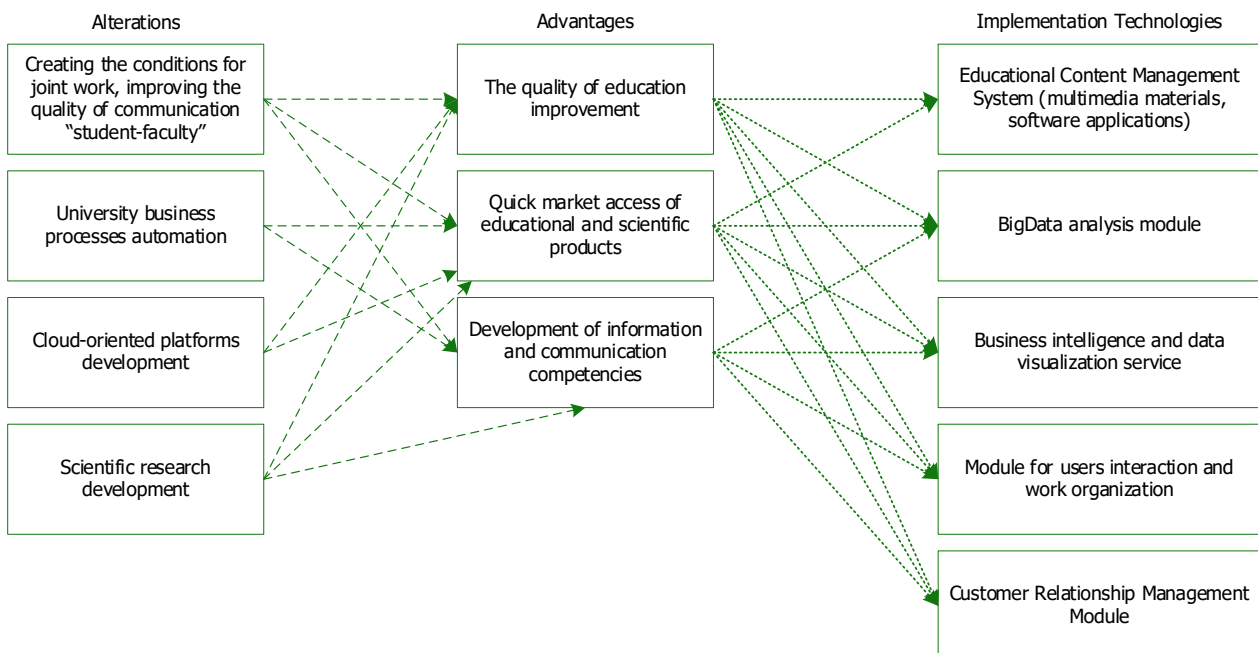 Alterations
Creating the conditions for
joint work, improving the
quality of communication
“student-faculty”
University business
processes automation
Cloud-oriented platforms
development
Scientific research
development
Advantages
The quality of education
improvement
Quick market access of
educational and scientific
products
Development of information
and communication
competencies
Implementation Technologies
Educational Content Management
System (multimedia materials,
software applications)
BigData analysis module
Business intelligence and data
visualization service
Module for users interaction and
work organization
Customer Relationship Management
Module